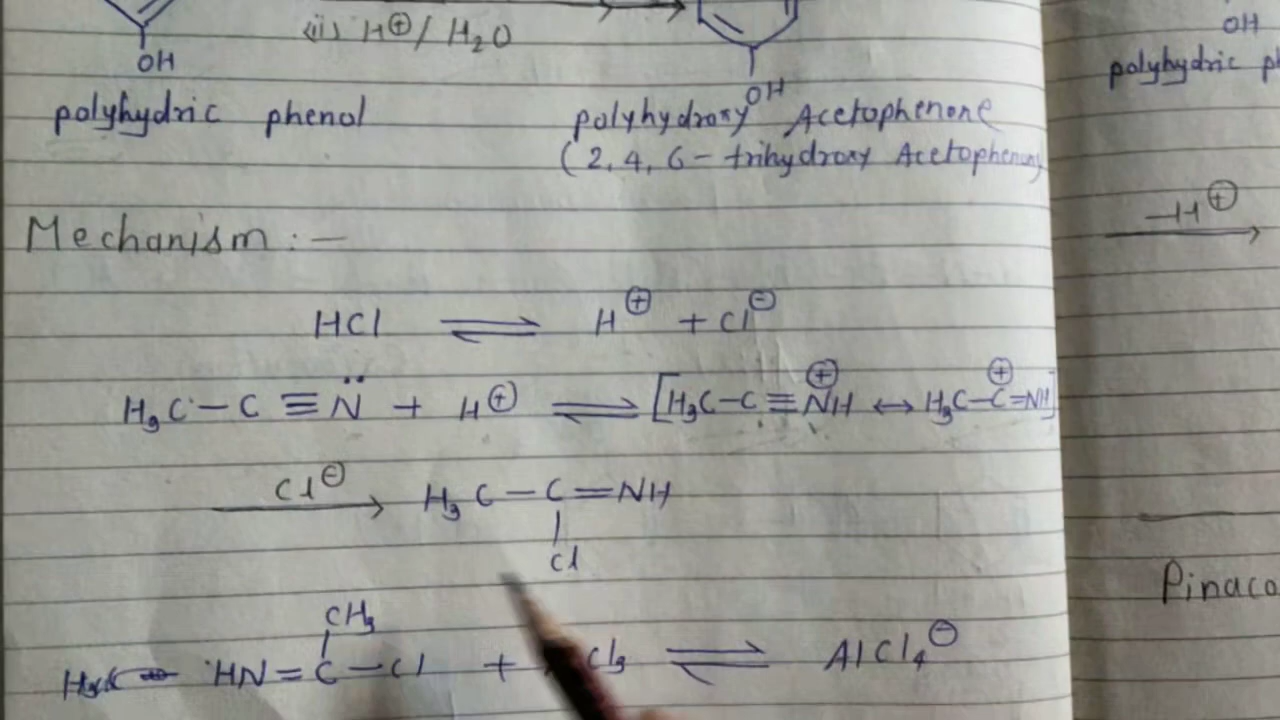 (ii) H⊕/ H₂O
OH
OH
polyhydric phenol
polyhydroxy Acetophenone
(2,4,6- trihydroxy Acetophenone)
Mechanism :-
HCl ⇌ H⊕ + Cl⊖
H₃C - C ≡ N̈ + H⊕ ⇌ [H₃C-C≡N⊕H ↔ H₃C-C⊕=NH]
Cl⊖ → H₃C - C = NH
Cl
CH₃
HN = C - Cl + Cl₃ ⇌ AlCl₄⊖
OH
polyhydric
-H⊕ →